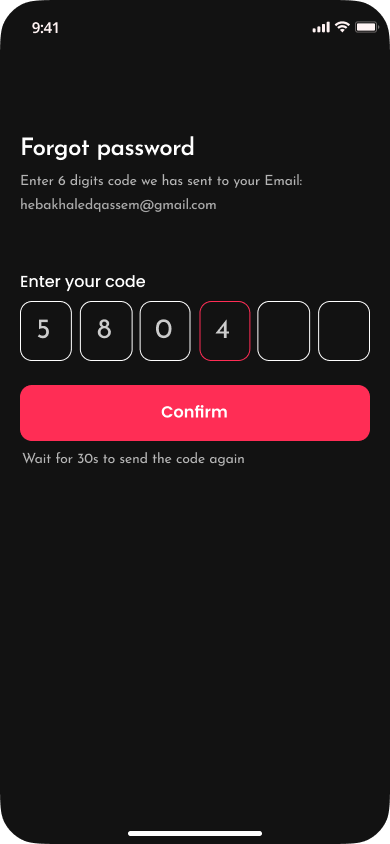 9:41
Forgot password
Enter 6 digits code we has sent to your Email:
hebakhaledqassem@gmail.com
Enter your code
5 8 0 4
Confirm
Wait for 30s to send the code again